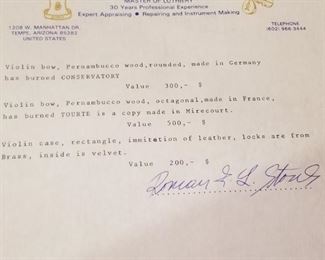 MASTER OF LUTHERY
30 Years Professional Experience
Expert Appraising • Repairing and Instrument Making
1208 W. MANHATTAN DR.
TEMPE, ARIZONA 85282
UNITED STATES
TELEPHONE
(602) 966 3444
Violin bow, Pernambuco wood,rounded, made in Germany
has burned CONSERVATORY
Value 300,- $
Violin bow, Pernambucco wood, octagonal,made in France,
has burned TOURTE is a copy made in Mirecourt.
Value 500,- $
Violin case, rectangle, immitation of leather, locks are from
Brass, inside is velvet.
Value 200,- $